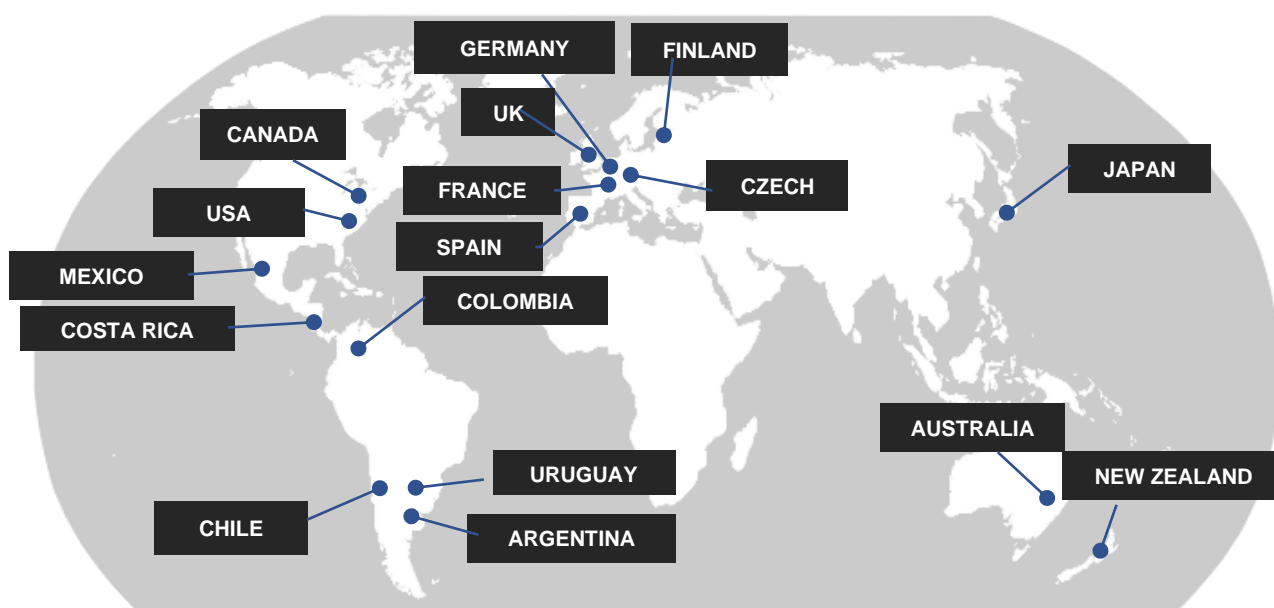 GERMANY
FINLAND
UK
CANADA
JAPAN
FRANCE
CZECH
USA
SPAIN
MEXICO
COLOMBIA
COSTA RICA
AUSTRALIA
URUGUAY
NEW ZEALAND
CHILE
ARGENTINA